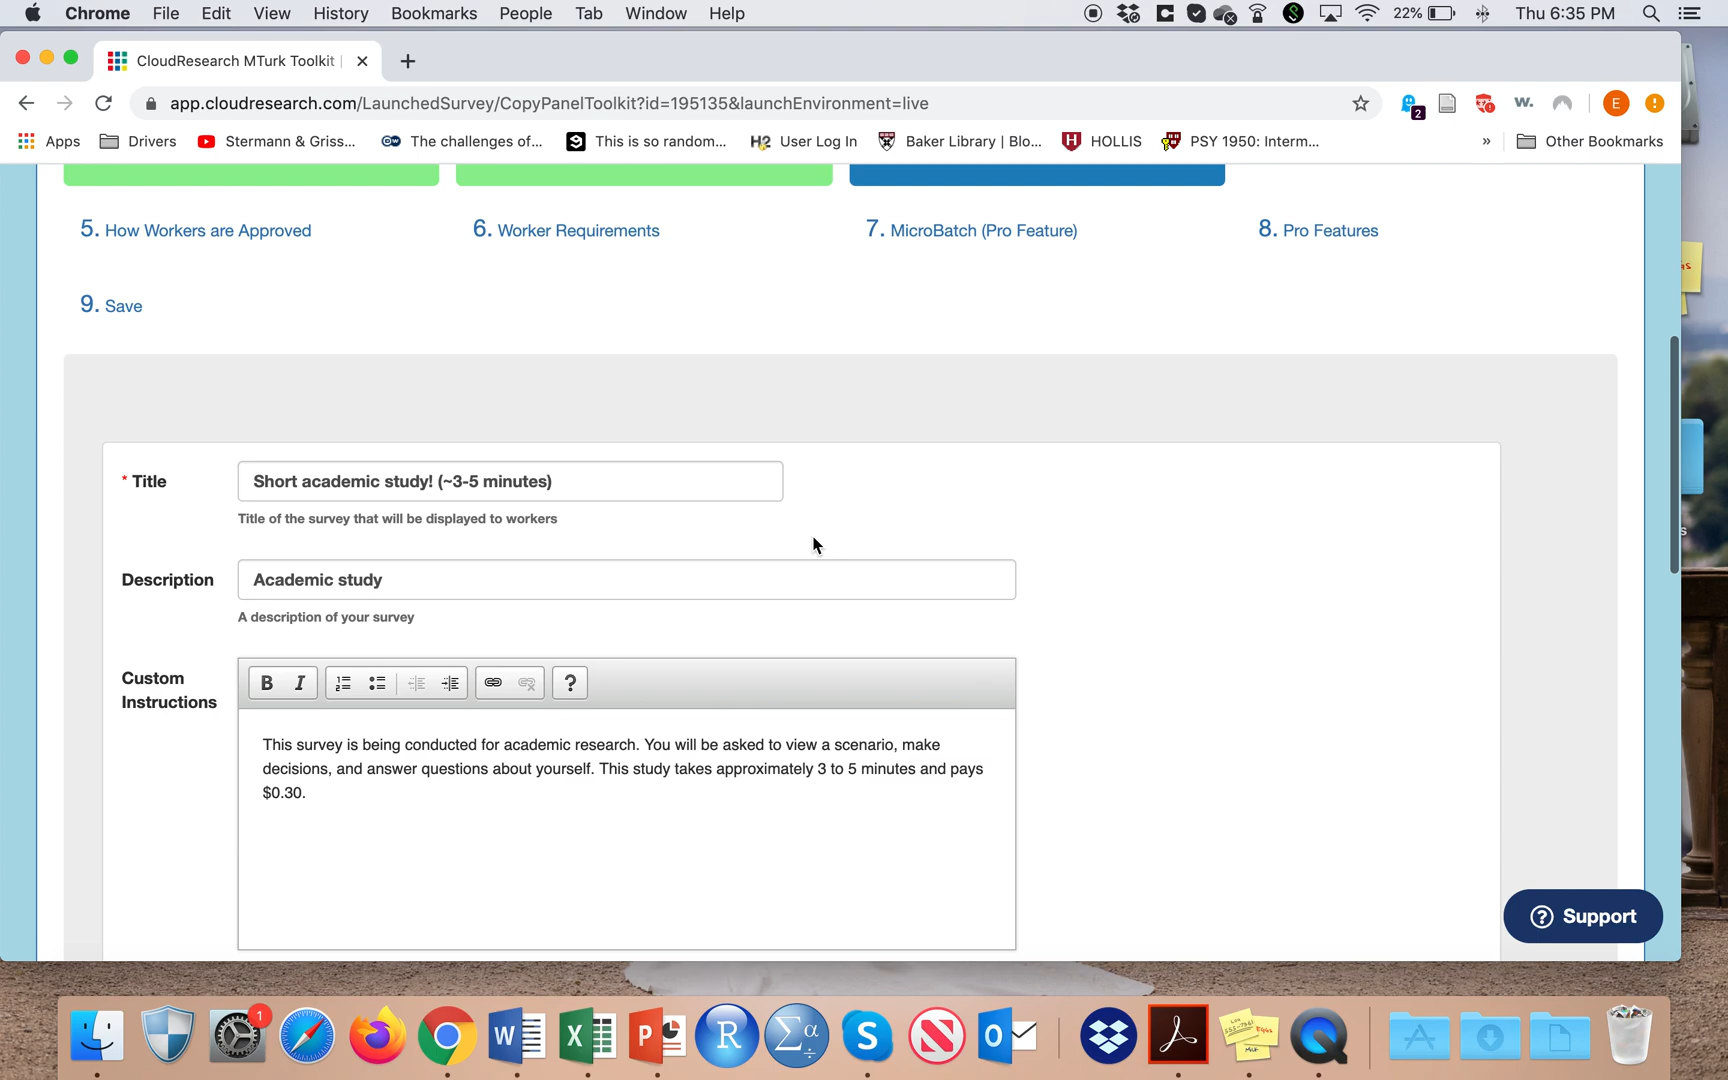 Chrome File Edit View History Bookmarks People Tab Window Help 22% Thu 6:35 PM
CloudResearch MTurk Toolkit |
app.cloudresearch.com/LaunchedSurvey/CopyPanelToolkit?id=195135&launchEnvironment=live
2 W. E
Apps Drivers Stermann & Griss... DW The challenges of... This is so random... H2 User Log In Baker Library | Blo... HOLLIS PSY 1950: Interm... » Other Bookmarks
5. How Workers are Approved 6. Worker Requirements 7. MicroBatch (Pro Feature) 8. Pro Features
9. Save
* Title Short academic study! (~3-5 minutes)
Title of the survey that will be displayed to workers
Description Academic study
A description of your survey
Custom
Instructions
B I ?
This survey is being conducted for academic research. You will be asked to view a scenario, make
decisions, and answer questions about yourself. This study takes approximately 3 to 5 minutes and pays
$0.30.
? Support
1 W X P R Σα S N O